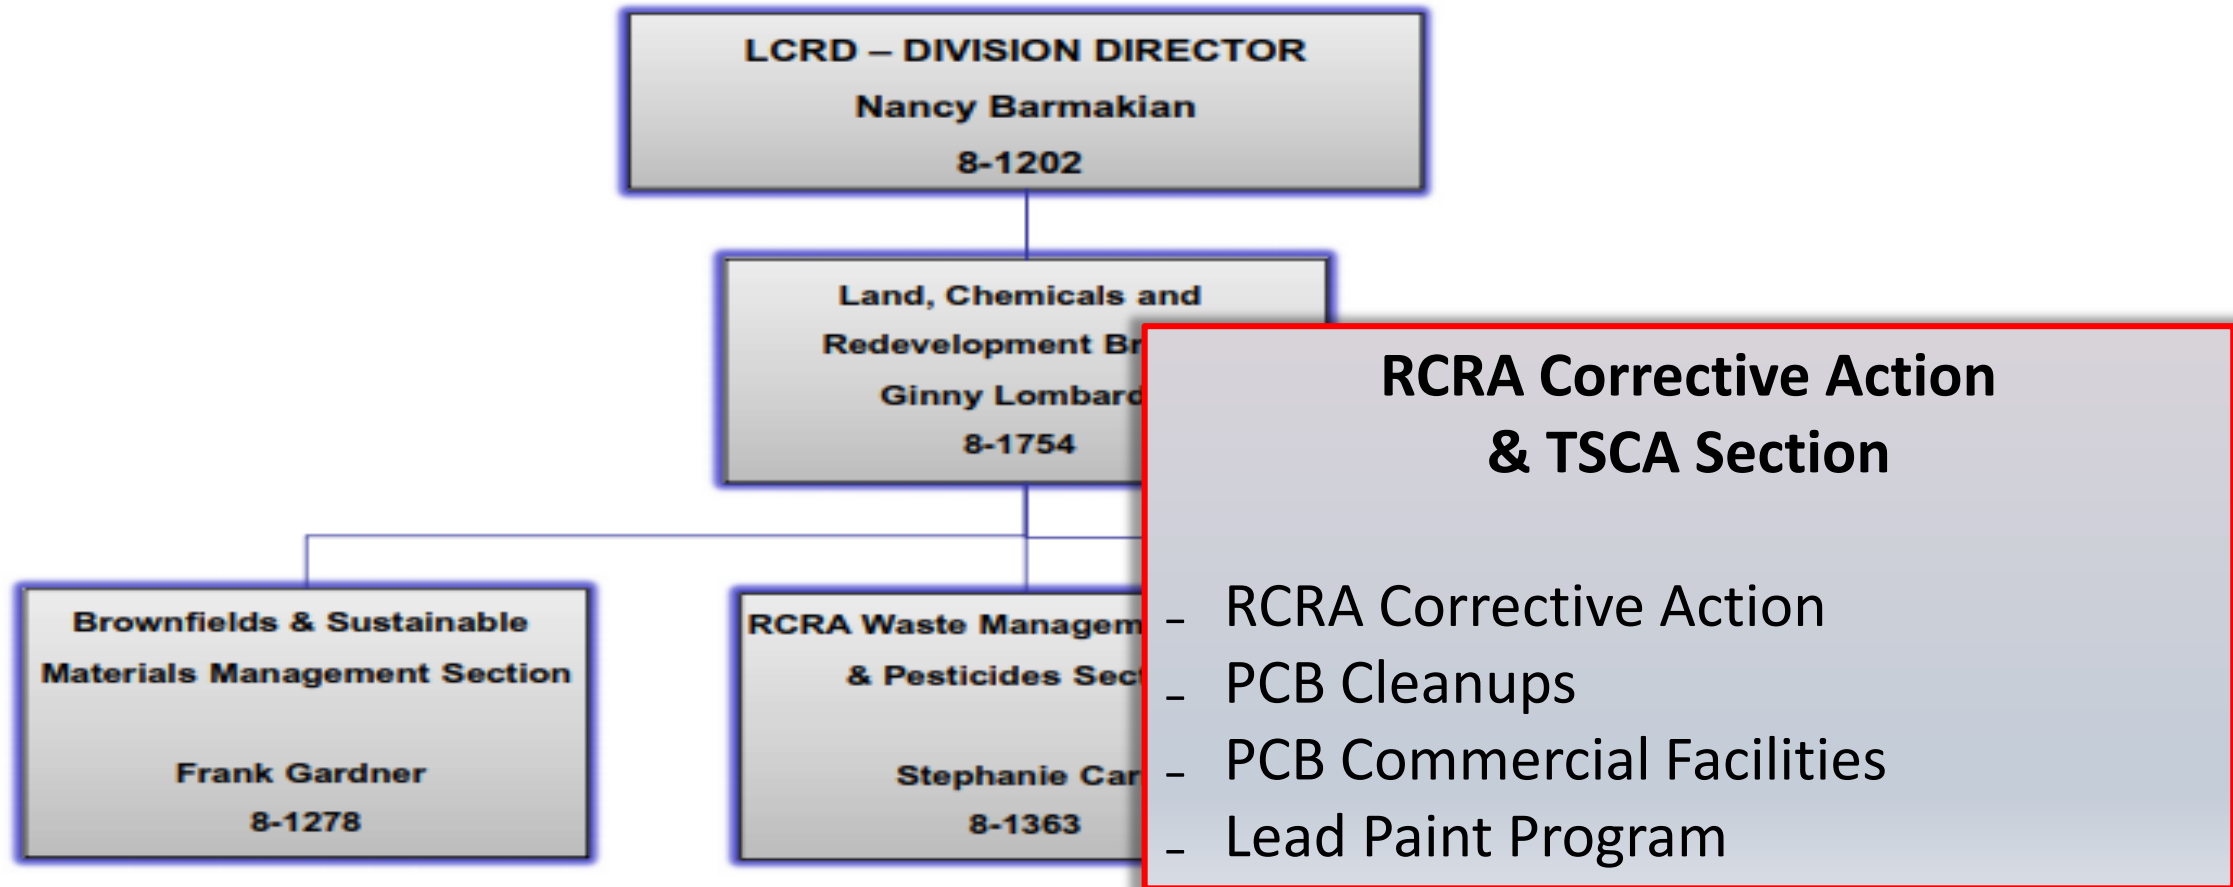 LCRD – DIVISION DIRECTOR
Nancy Barmakian
8-1202
Land, Chemicals and
Redevelopment
Ginny
8-1754
Brownfields & Sustainable
Materials Management Section
Frank Gardner
8-1278
RCRA Waste
& Pesticides
Stephanie
8-1363
RCRA Corrective Action
& TSCA Section
- RCRA Corrective Action
- PCB Cleanups
- PCB Commercial Facilities
- Lead Paint Program